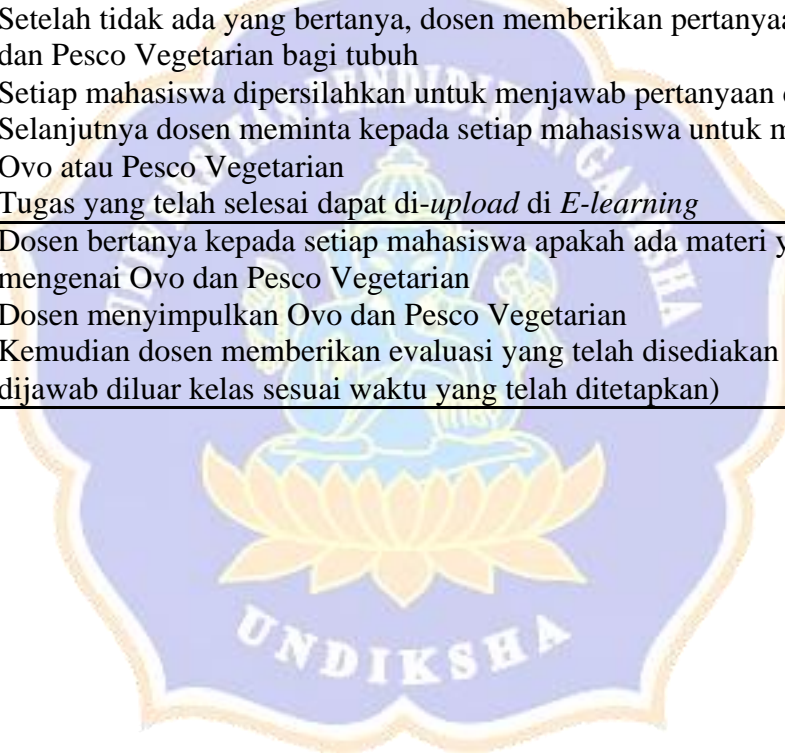 Setelah tidak ada yang bertanya, dosen memberikan pertanyaa
dan Pesco Vegetarian bagi tubuh
Setiap mahasiswa dipersilahkan untuk menjawab pertanyaan
Selanjutnya dosen meminta kepada setiap mahasiswa untuk m
Ovo atau Pesco Vegetarian
Tugas yang telah selesai dapat di-upload di E-learning
Dosen bertanya kepada setiap mahasiswa apakah ada materi y
mengenai Ovo dan Pesco Vegetarian
Dosen menyimpulkan Ovo dan Pesco Vegetarian
Kemudian dosen memberikan evaluasi yang telah disediakan
dijawab diluar kelas sesuai waktu yang telah ditetapkan)
UNIVERSITAS PENDIDIKAN GANESHA
UNDIKSHA